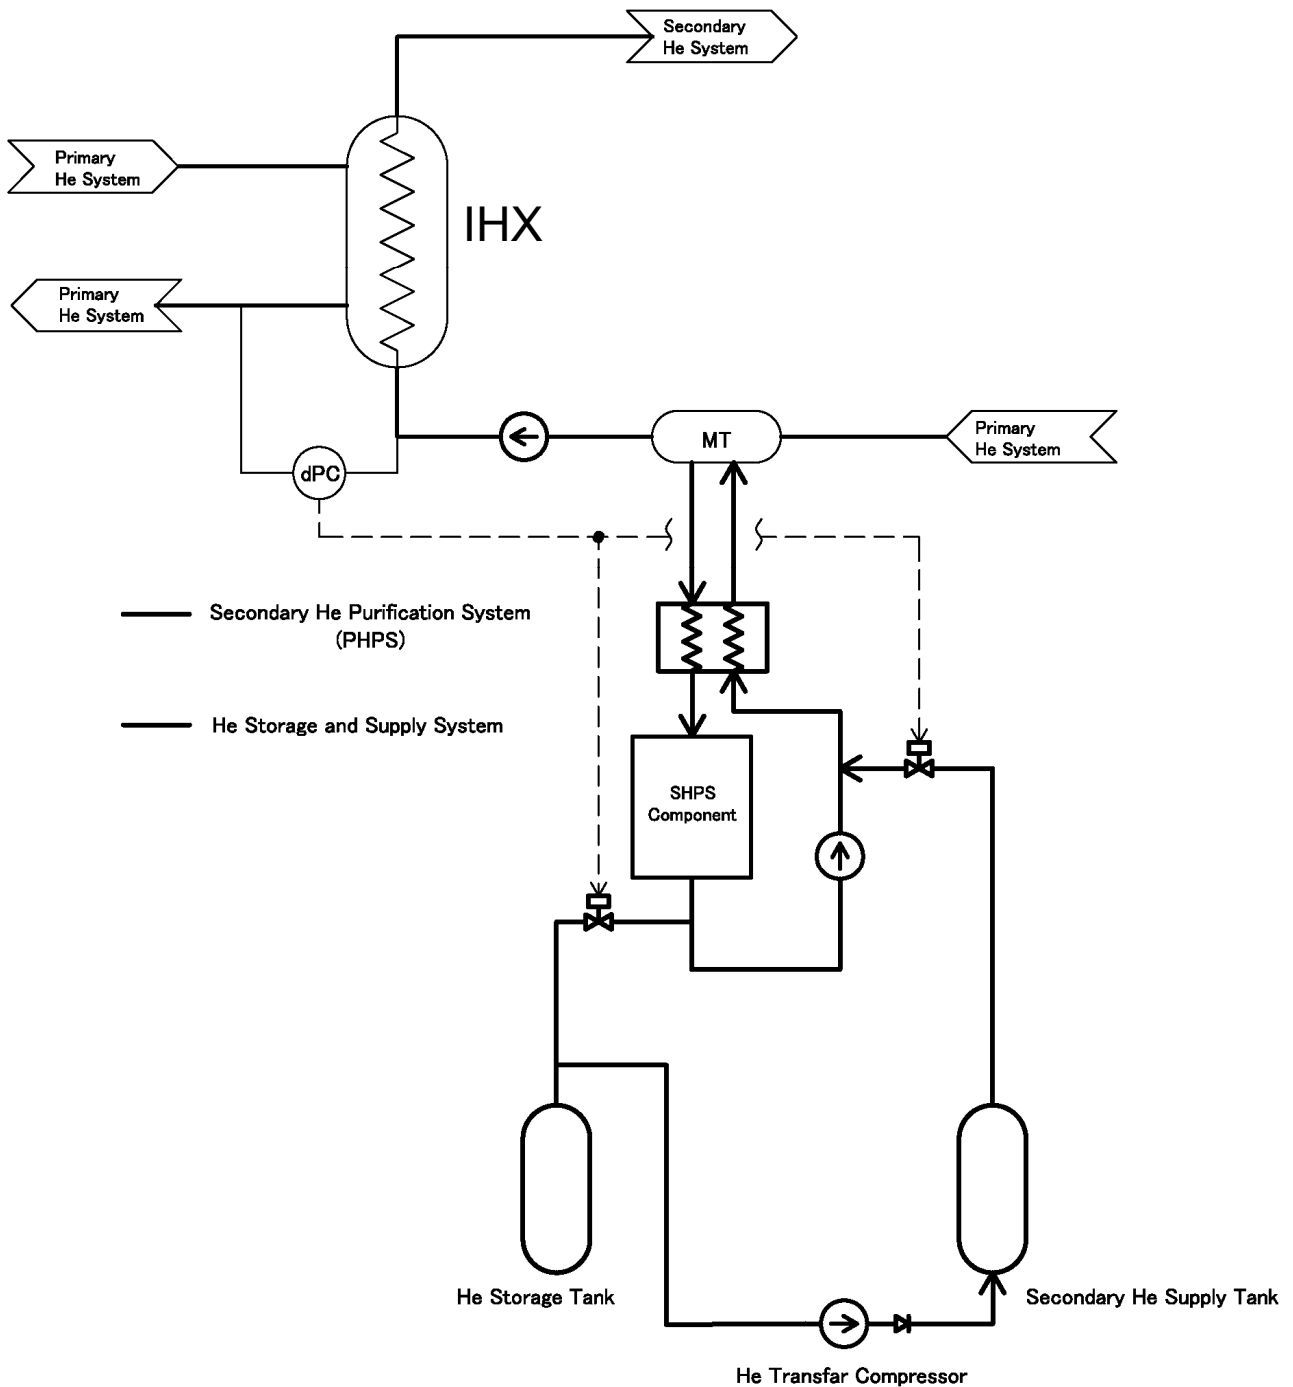 Secondary
He System
Primary
He System
IHX
Primary
He System
MT
Primary
He System
dPC
Secondary He Purification System
(PHPS)
He Storage and Supply System
SHPS
Component
He Storage Tank
Secondary He Supply Tank
He Transfar Compressor